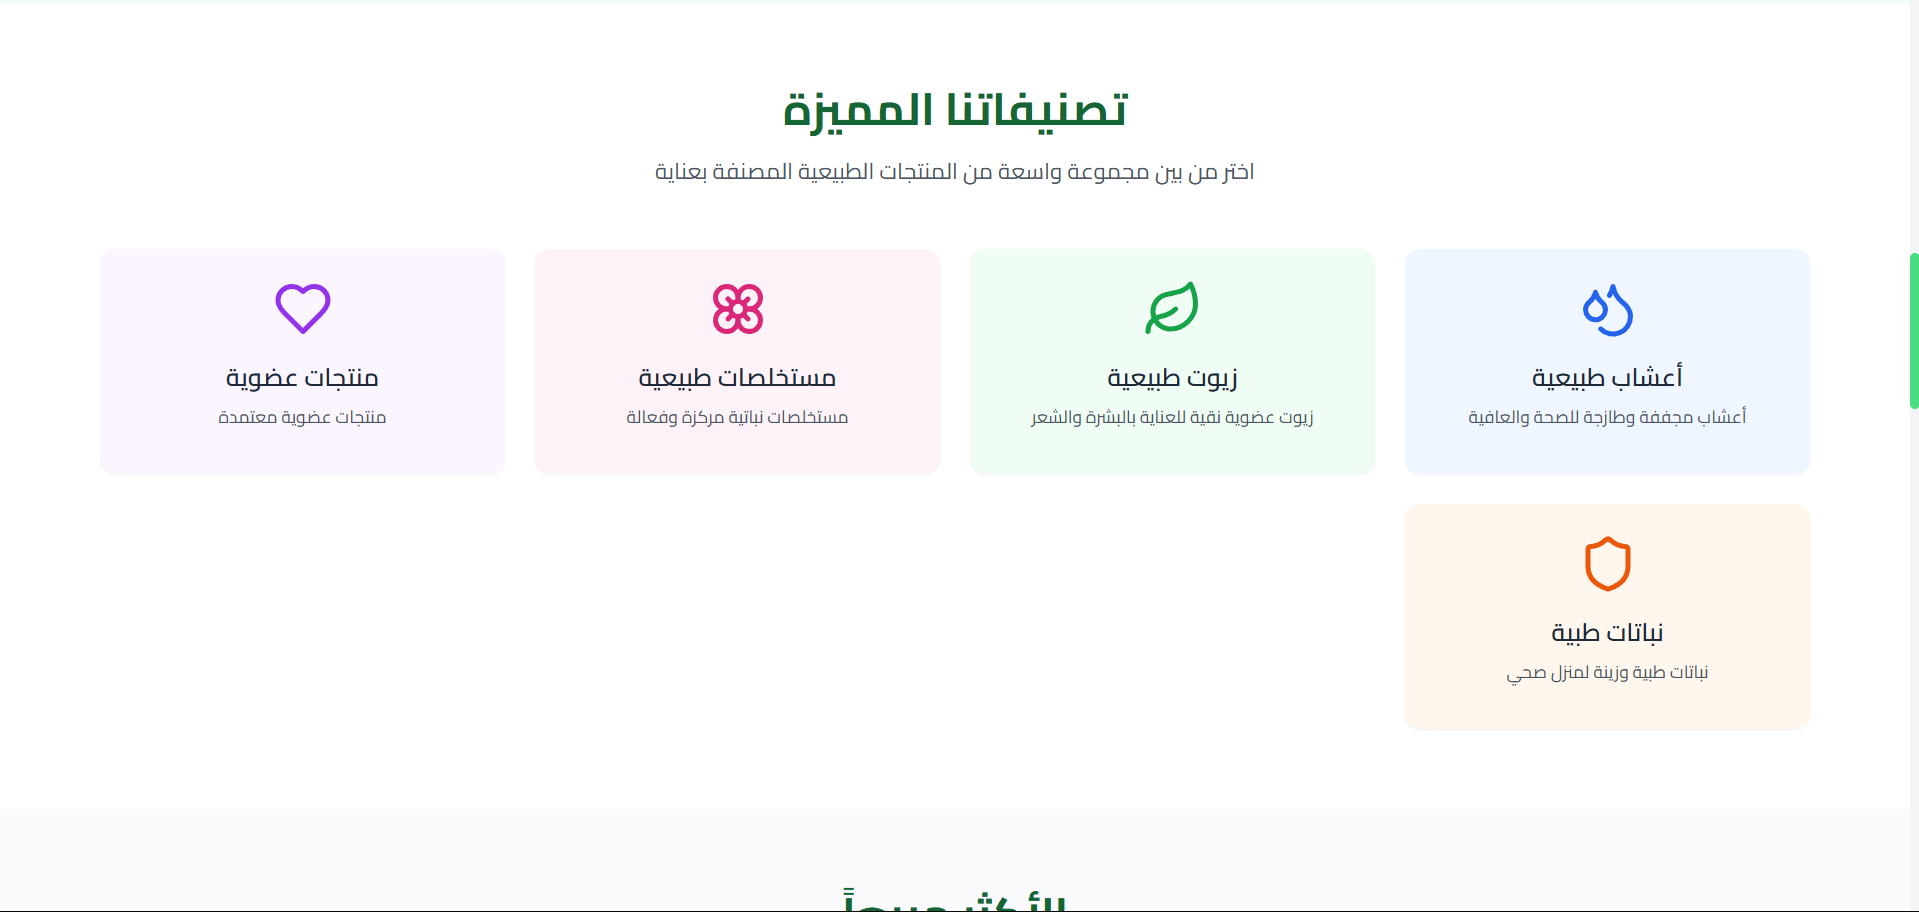 تصنيفاتنا المميزة
اختر من بين مجموعة واسعة من المنتجات الطبيعية المصنفة بعناية
أعشاب طبيعية
أعشاب مجففة وطازجة للصحة والعافية
زيوت طبيعية
زيوت عضوية نقية للعناية بالبشرة والشعر
مستخلصات طبيعية
مستخلصات نباتية مركزة وفعالة
منتجات عضوية
منتجات عضوية معتمدة
نباتات طبية
نباتات طبية وزينة لمنزل صحي
الأكثر مبيعاً